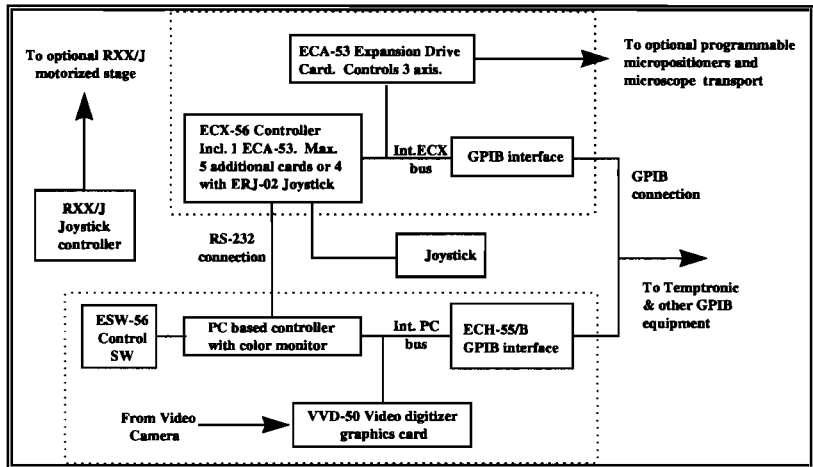 To optional RXX/J
motorized stage
ECA-53 Expansion Drive
Card. Controls 3 axis.
To optional programmable
micropositioners and
microscope transport
ECX-56 Controller
Incl. 1 ECA-53. Max.
5 additional cards or 4
with ERJ-02 Joystick
Int.ECX
bus
GPIB interface
GPIB
connection
RXX/J
Joystick
controller
RS-232
connection
Joystick
To Temptronic
& other GPIB
equipment
ESW-56
Control
SW
PC based controller
with color monitor
Int. PC
bus
ECH-55/B
GPIB interface
From Video
Camera
VVD-50 Video digitizer
graphics card